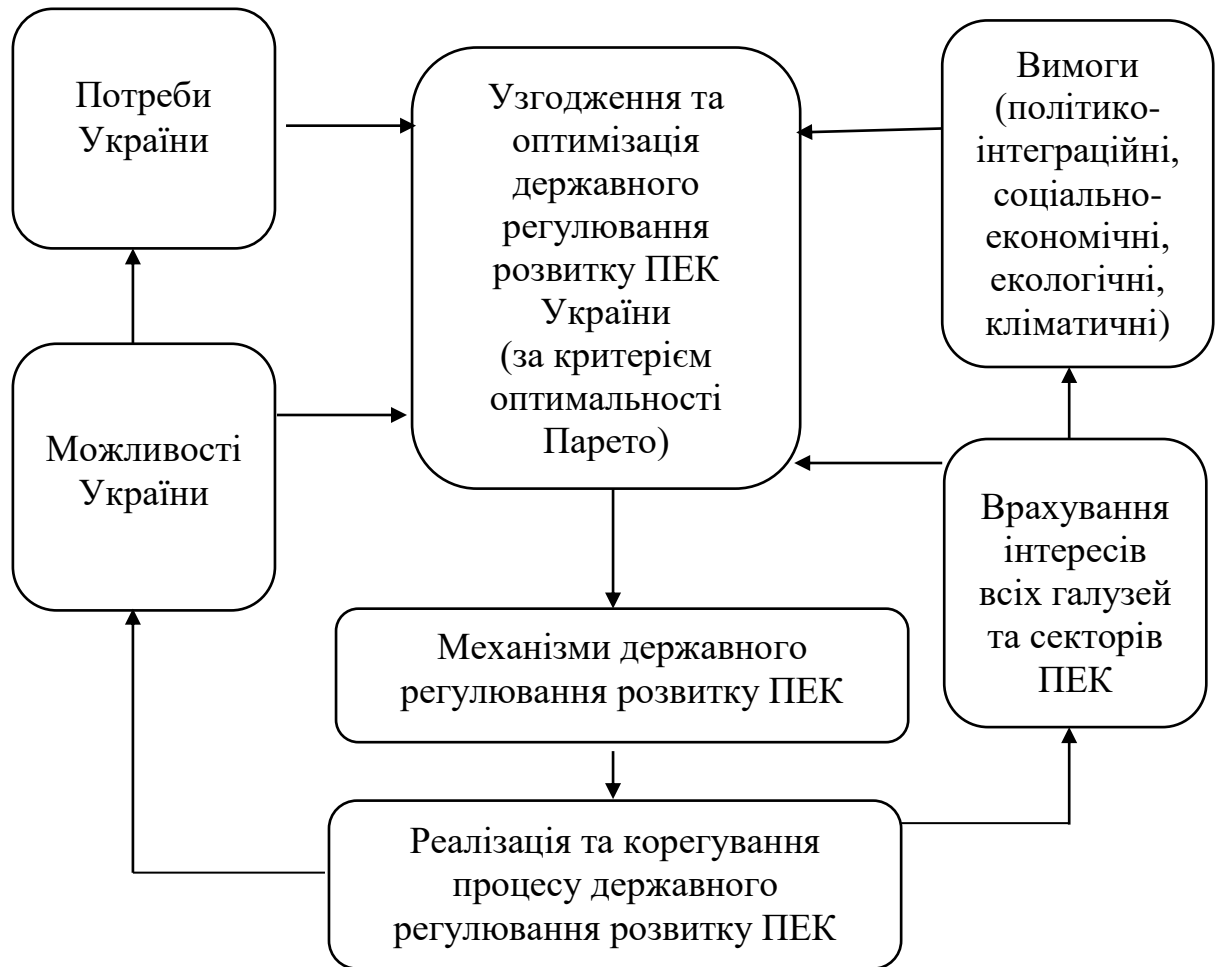 Потреби
України
Узгодження та
оптимізація
державного
регулювання
розвитку ПЕК
України
(за критерієм
оптимальності
Парето)
Вимоги
(політико-
інтеграційні,
соціально-
економічні,
екологічні,
кліматичні)
Можливості
України
Врахування
інтересів
всіх галузей
та секторів
ПЕК
Механізми державного
регулювання розвитку ПЕК
Реалізація та корегування
процесу державного
регулювання розвитку ПЕК